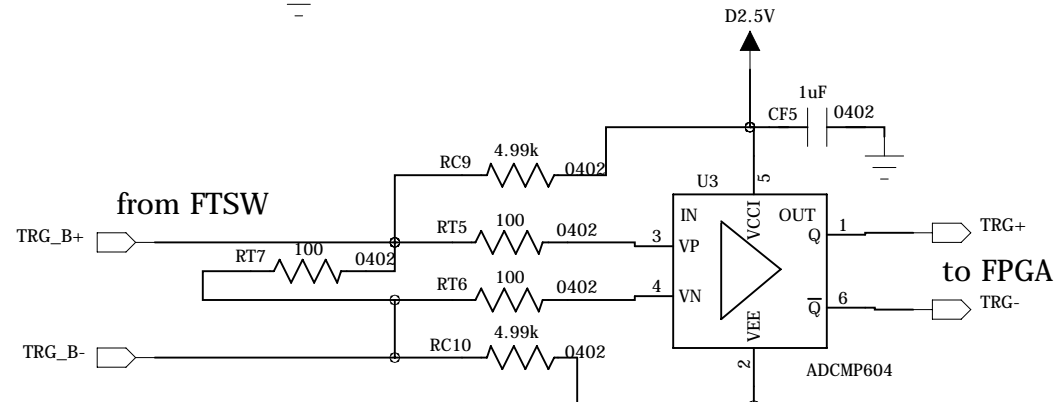 D2.5V
1uF
CF5 0402
4.99k
RC9 0402
U3
5
from FTSW
IN VCCI OUT
100
TRG_B+ RT5 0402 3 VP Q 1 TRG+
100
RT7 0402
to FPGA
100
RT6 0402 4 VN Q 6 TRG-
4.99k
VEE
TRG_B- RC10 0402 2
ADCMP604